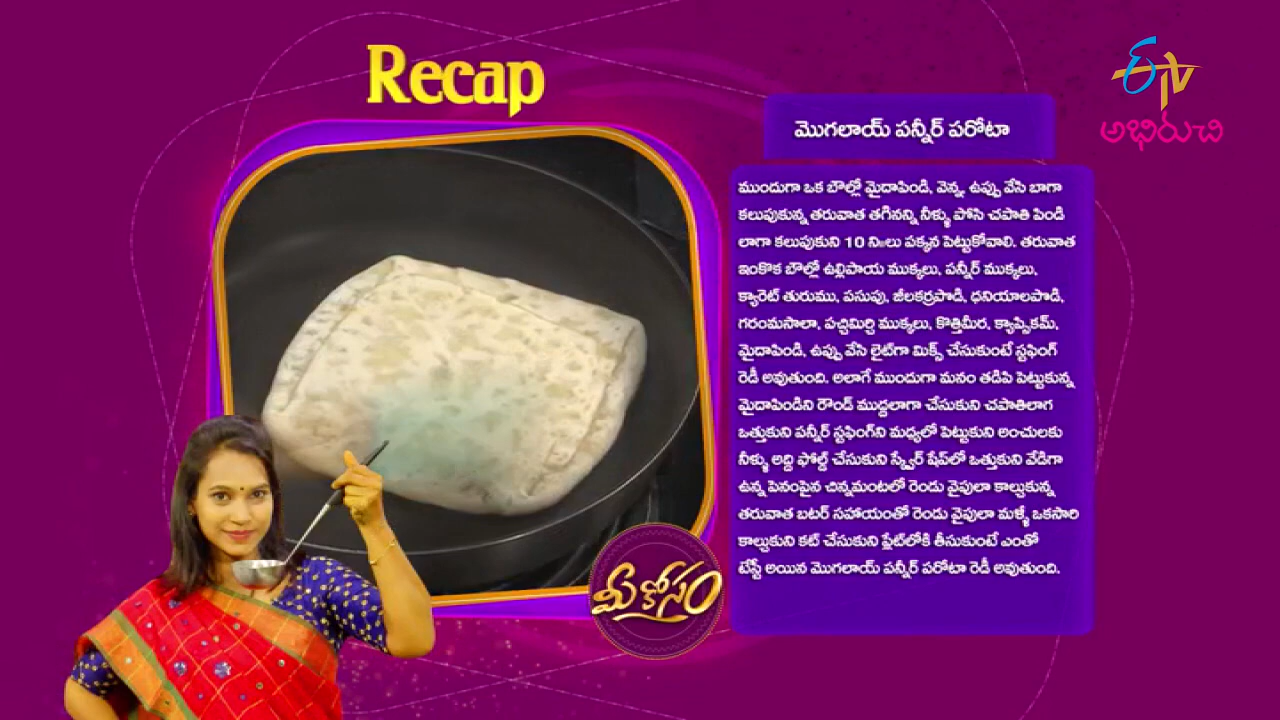 Recap
ETV
అభిరుచి
మొగలాయ్ పన్నీర్ పరోటా
ముందుగా ఒక బౌల్లో మైదాపిండి, వెన్న, ఉప్పు వేసి బాగా
కలుపుకున్న తరువాత తగినన్ని నీళ్ళు పోసి చపాతి పిండి
లాగా కలుపుకుని 10 ని॥లు పక్కన పెట్టుకోవాలి. తరువాత
ఇంకొక బౌల్లో ఉల్లిపాయ ముక్కలు, పన్నీర్ ముక్కలు,
క్యారెట్ తురుము, పసుపు, జీలకర్రపొడి, ధనియాలపొడి,
గరంమసాలా, పచ్చిమిర్చి ముక్కలు, కొత్తిమీర, క్యాప్సికమ్,
మైదాపిండి, ఉప్పు వేసి లైట్‌గా మిక్స్ చేసుకుంటే స్టఫింగ్
రెడీ అవుతుంది. అలాగే ముందుగా మనం తడిపి పెట్టుకున్న
మైదాపిండిని రౌండ్ ముద్దలాగా చేసుకుని చపాతిలాగ
ఒత్తుకుని పన్నీర్ స్టఫింగ్‌ని మధ్యలో పెట్టుకుని అంచులకు
నీళ్ళు అద్ది ఫోల్డ్ చేసుకుని స్క్వేర్ షేప్‌లో ఒత్తుకుని వేడిగా
ఉన్న పెనంపైన చిన్నమంటలో రెండు వైపులా కాల్చుకున్న
తరువాత బటర్ సహాయంతో రెండు వైపులా మళ్ళీ ఒకసారి
కాల్చుకుని కట్ చేసుకుని ప్లేట్‌లోకి తీసుకుంటే ఎంతో
టేస్టీ అయిన మొగలాయ్ పన్నీర్ పరోటా రెడీ అవుతుంది.
మీ కోసం